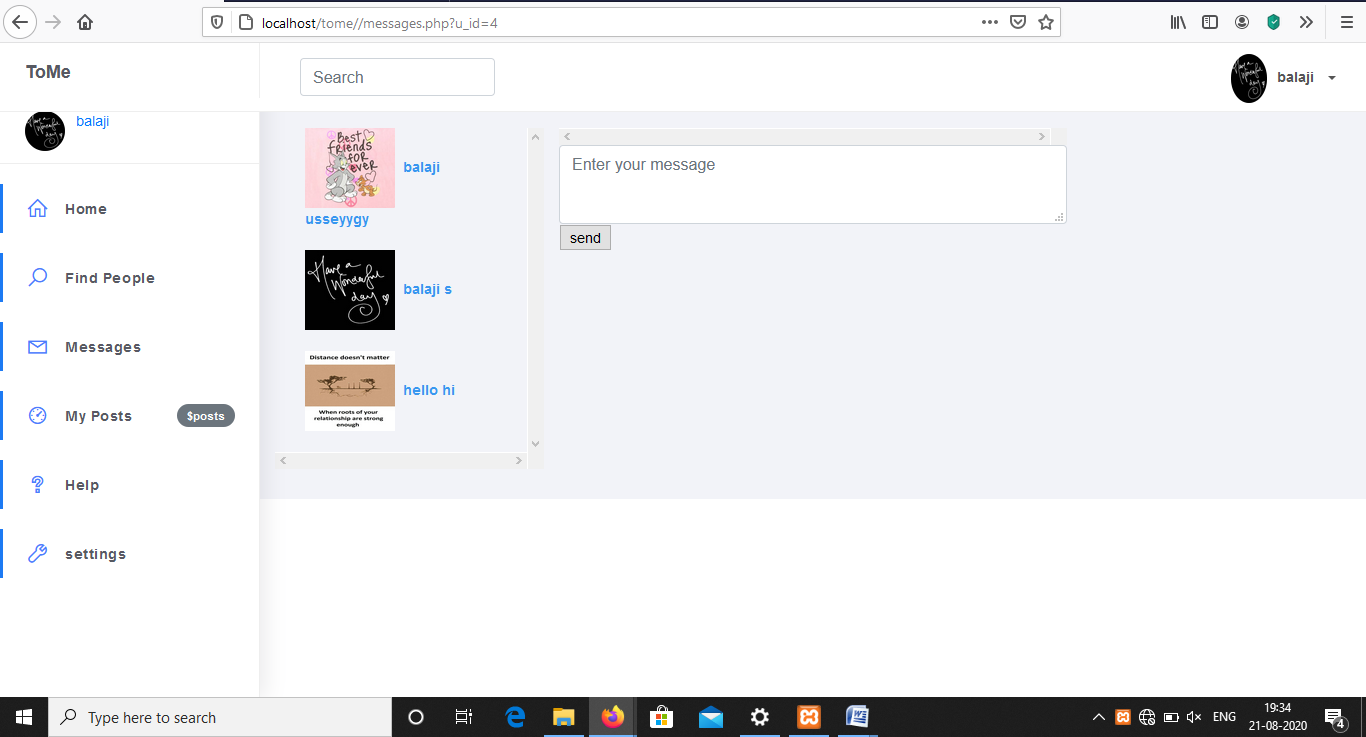 localhost/tome//messages.php?u_id=4
ToMe
Search
balaji
balaji
Home
Find People
Messages
My Posts
$posts
Help
settings
Best
friends
FOR
ever
balaji
usseyygy
Have a
Wonderful
day
balaji s
Distance doesn't matter
When roots of your
relationship are strong
enough
hello hi
Enter your message
send
Type here to search
ENG
19:34
21-08-2020
4